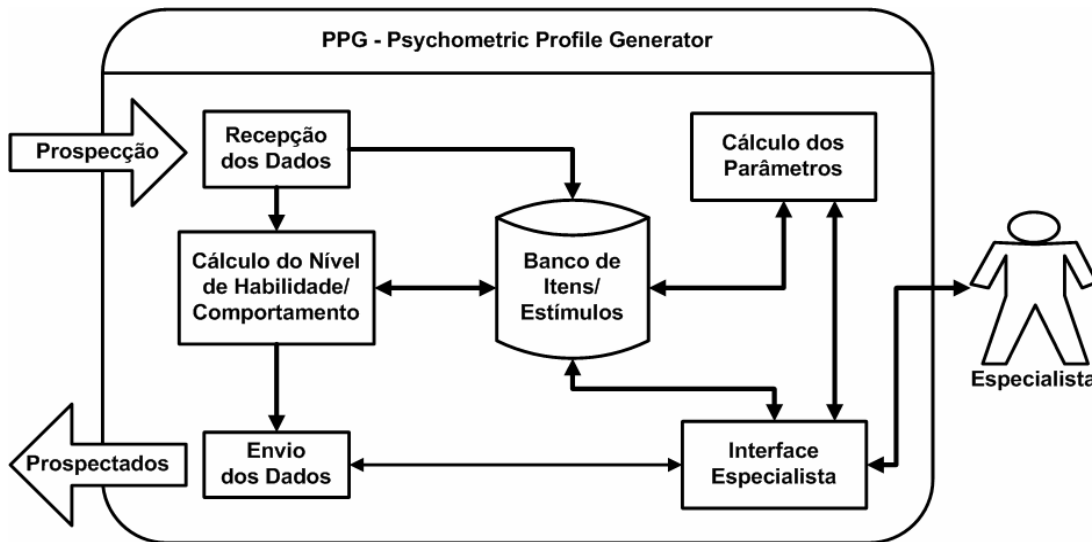 PPG - Psychometric Profile Generator
Prospecção
Recepção
dos Dados
Cálculo dos
Parâmetros
Cálculo do Nível
de Habilidade/
Comportamento
Banco de
Itens/
Estímulos
Especialista
Prospectados
Envio
dos Dados
Interface
Especialista